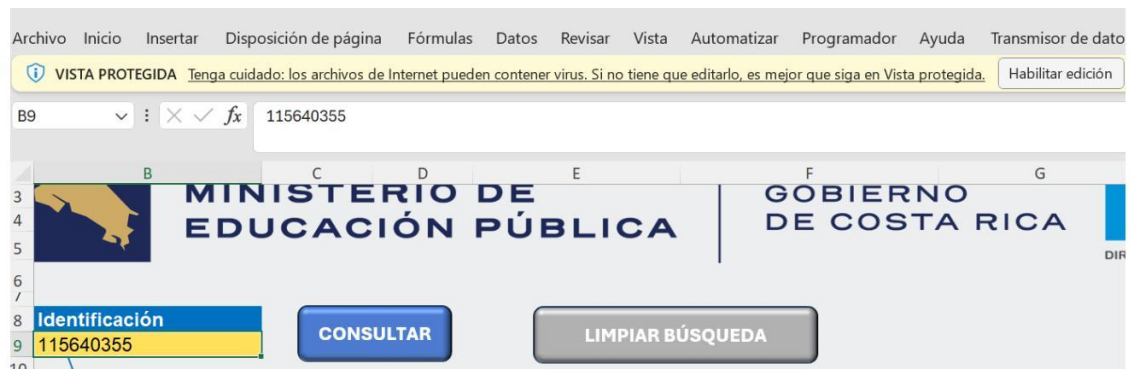 Archivo Inicio Insertar Disposición de página Fórmulas Datos Revisar Vista Automatizar Programador Ayuda Transmisor de dato
VISTA PROTEGIDA Tenga cuidado: los archivos de Internet pueden contener virus. Si no tiene que editarlo, es mejor que siga en Vista protegida. Habilitar edición
B9 fx 115640355
B C D E F G
3 MINISTERIO DE GOBIERNO
4 EDUCACIÓN PÚBLICA DE COSTA RICA
5 DIR
6
7
8 Identificación
CONSULTAR LIMPIAR BÚSQUEDA
9 115640355
10